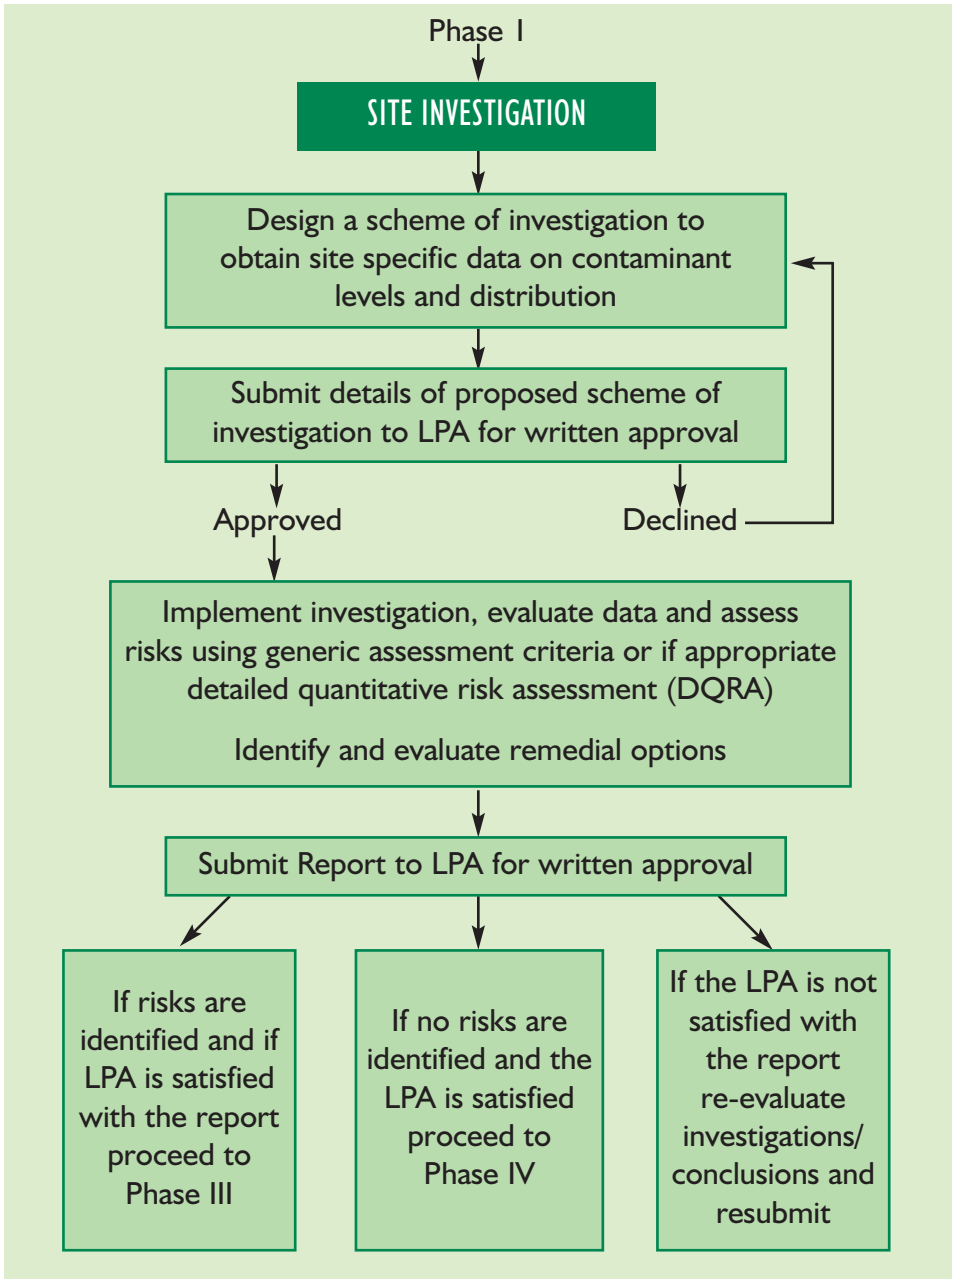 Phase I
SITE INVESTIGATION
Design a scheme of investigation to
obtain site specific data on contaminant
levels and distribution
Submit details of proposed scheme of
investigation to LPA for written approval
Approved
Declined
Implement investigation, evaluate data and assess
risks using generic assessment criteria or if appropriate
detailed quantitative risk assessment (DQRA)
Identify and evaluate remedial options
Submit Report to LPA for written approval
If risks are
identified and if
LPA is satisfied
with the report
proceed to
Phase III
If no risks are
identified and the
LPA is satisfied
proceed to
Phase IV
If the LPA is not
satisfied with
the report
re-evaluate
investigations/
conclusions and
resubmit